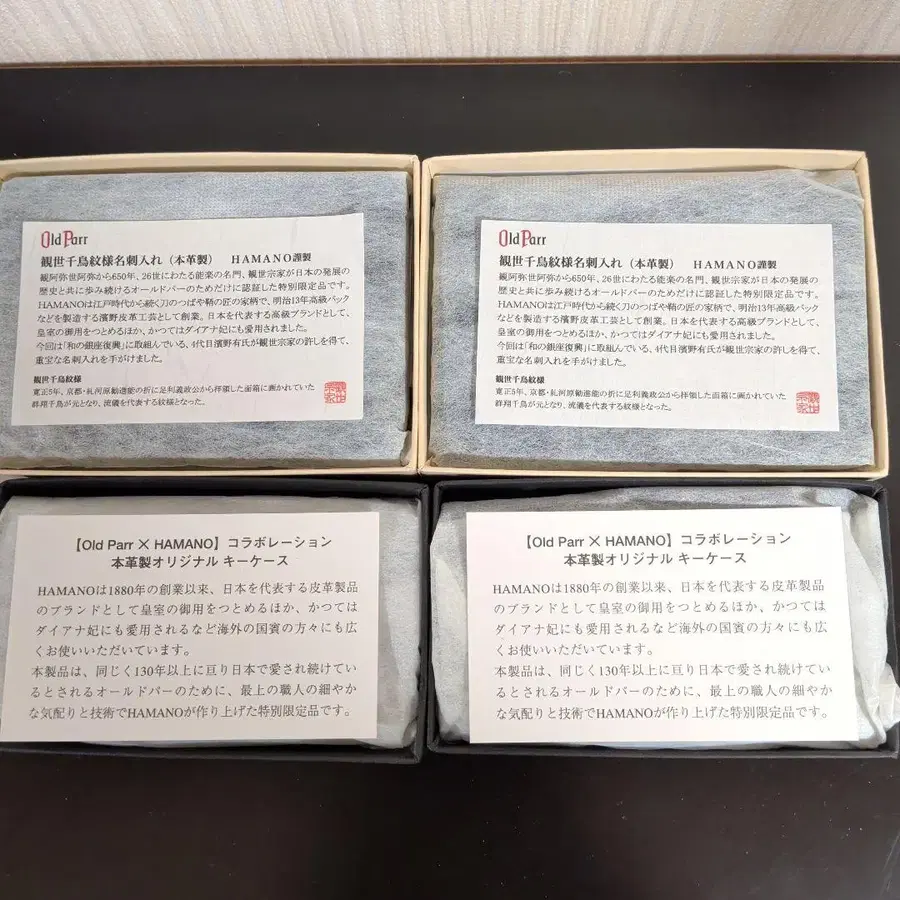 Old Parr
観世千鳥紋様名刺入れ（本革製） HAMANO謹製
観阿弥世阿弥から650年、26世にわたる能楽の名門、観世宗家が日本の発展の
歴史と共に歩み続けるオールドパーのためだけに認証した特別限定品です。
HAMANOは江戸時代から続く刀のつばや鞘の匠の家柄で、明治13年高級バック
などを製造する濱野皮革工芸として創業。日本を代表する高級ブランドとして、
皇室の御用をつとめるほか、かつてはダイアナ妃にも愛用されました。
今回は「和の銀座復興」に取組んでいる、4代目濱野有氏が観世宗家の許しを得て、
重宝な名刺入れを手がけました。
観世千鳥紋様
寛正5年、京都・糺河原勧進能の折に足利義政公から拝領した面箱に画かれていた
群翔千鳥が元となり、流儀を代表する紋様となった。
観世宗家
Old Parr
観世千鳥紋様名刺入れ（本革製） HAMANO謹製
観阿弥世阿弥から650年、26世にわたる能楽の名門、観世宗家が日本の発展の
歴史と共に歩み続けるオールドパーのためだけに認証した特別限定品です。
HAMANOは江戸時代から続く刀のつばや鞘の匠の家柄で、明治13年高級バック
などを製造する濱野皮革工芸として創業。日本を代表する高級ブランドとして、
皇室の御用をつとめるほか、かつてはダイアナ妃にも愛用されました。
今回は「和の銀座復興」に取組んでいる、4代目濱野有氏が観世宗家の許しを得て、
重宝な名刺入れを手がけました。
観世千鳥紋様
寛正5年、京都・糺河原勧進能の折に足利義政公から拝領した面箱に画かれていた
群翔千鳥が元となり、流儀を代表する紋様となった。
観世宗家
【Old Parr × HAMANO】コラボレーション
本革製オリジナル キーケース
HAMANOは1880年の創業以来、日本を代表する皮革製品
のブランドとして皇室の御用をつとめるほか、かつては
ダイアナ妃にも愛用されるなど海外の国賓の方々にも広
くお使いいただいています。
本製品は、同じく130年以上に亘り日本で愛され続けてい
るとされるオールドパーのために、最上の職人の細やか
な気配りと技術でHAMANOが作り上げた特別限定品です。
【Old Parr × HAMANO】コラボレーション
本革製オリジナル キーケース
HAMANOは1880年の創業以来、日本を代表する皮革製品
のブランドとして皇室の御用をつとめるほか、かつては
ダイアナ妃にも愛用されるなど海外の国賓の方々にも広
くお使いいただいています。
本製品は、同じく130年以上に亘り日本で愛され続けてい
るとされるオールドパーのために、最上の職人の細やか
な気配りと技術でHAMANOが作り上げた特別限定品です。